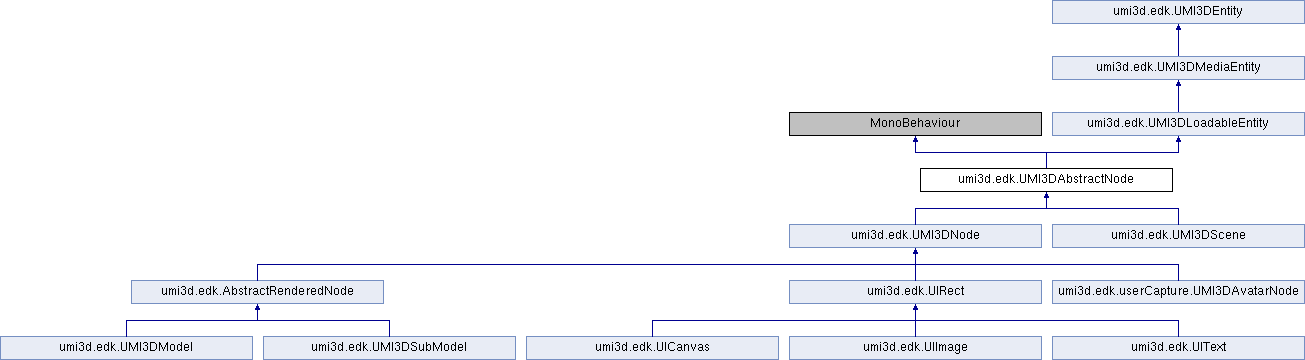 umi3d.edk.UMI3DEntity
umi3d.edk.UMI3DMediaEntity
MonoBehaviour
umi3d.edk.UMI3DLoadableEntity
umi3d.edk.UMI3DAbstractNode
umi3d.edk.UMI3DNode
umi3d.edk.UMI3DScene
umi3d.edk.AbstractRenderedNode
umi3d.edk.UIRect
umi3d.edk.userCapture.UMI3DAvatarNode
umi3d.edk.UMI3DModel
umi3d.edk.UMI3DSubModel
umi3d.edk.UICanvas
umi3d.edk.UIImage
umi3d.edk.UIText